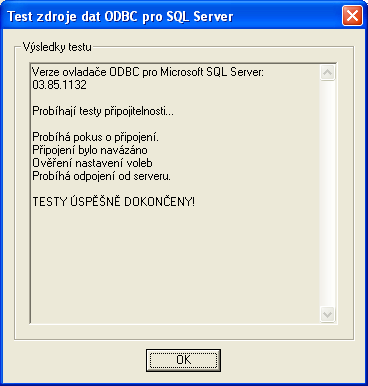 Test zdroje dat ODBC pro SQL Server
Výsledky testu
Verze ovladače ODBC pro Microsoft SQL Server:
03.85.1132
Probíhají testy připojitelnosti...
Probíhá pokus o připojení.
Připojení bylo navázáno
Ověření nastavení voleb
Probíhá odpojení od serveru.
TESTY ÚSPĚŠNĚ DOKONČENY!
OK